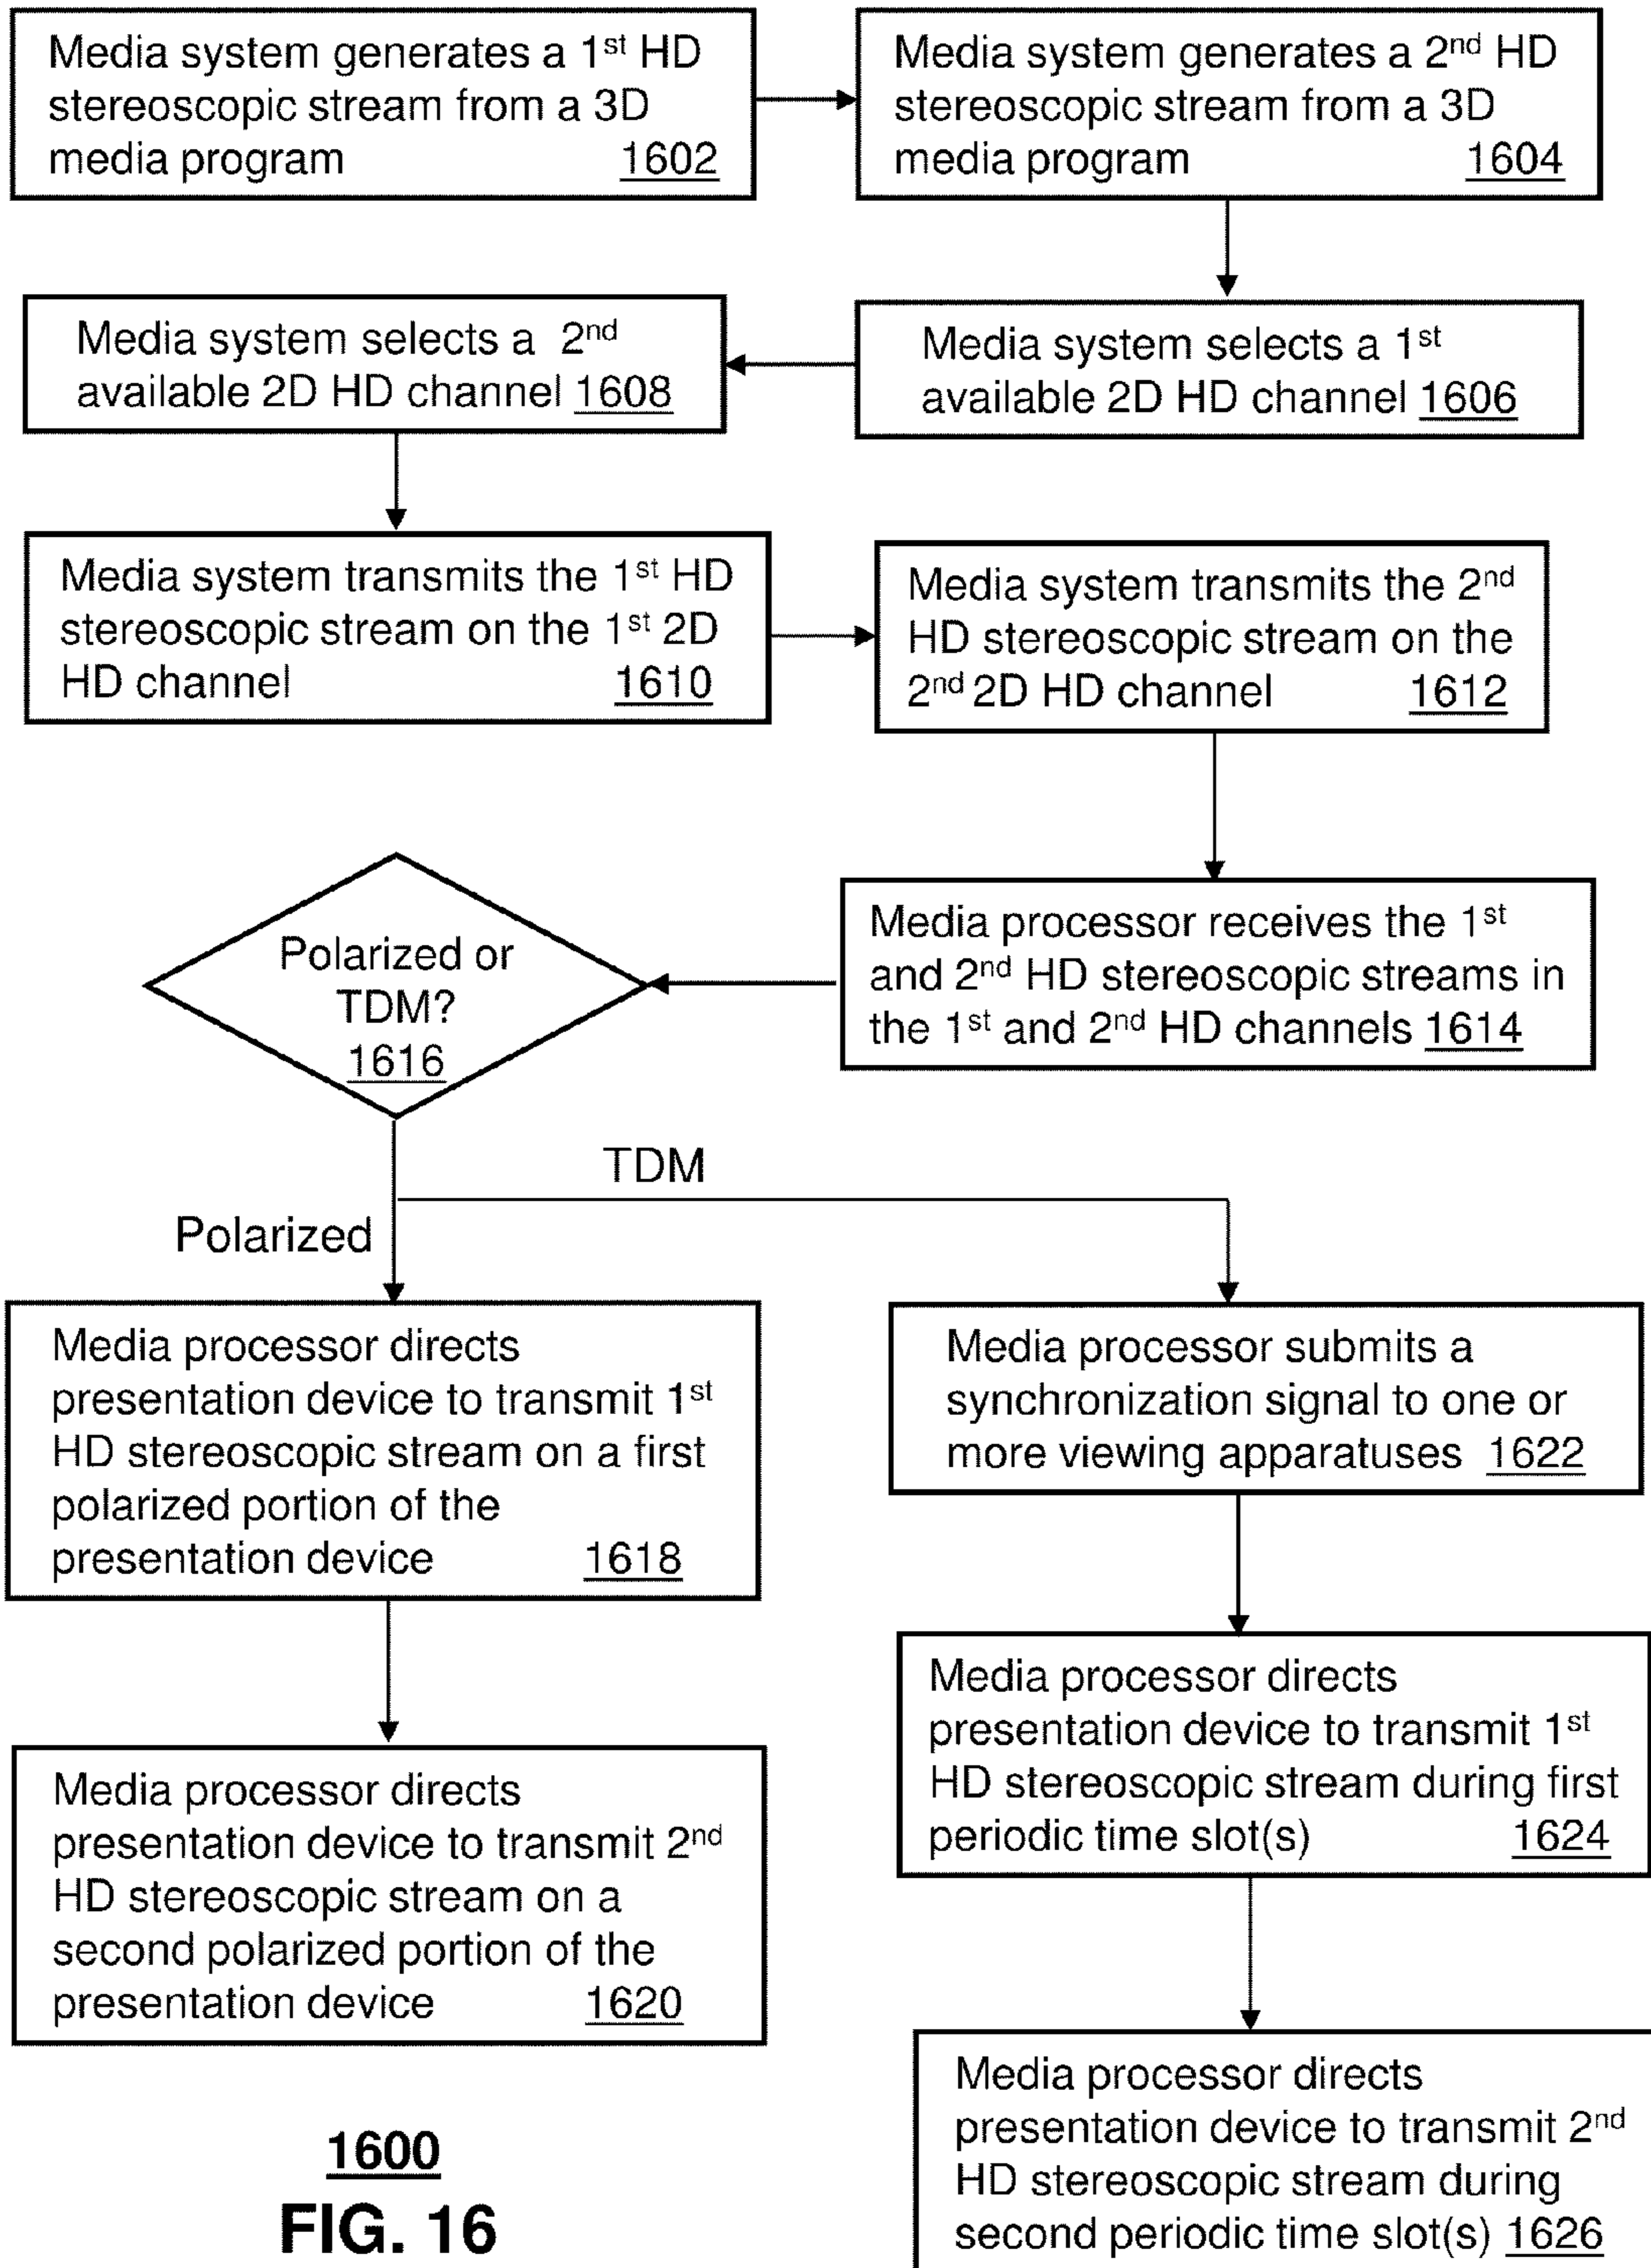 Media system generates a 1st HD
stereoscopic stream from a 3D
media program 1602
Media system generates a 2nd HD
stereoscopic stream from a 3D
media program 1604
Media system selects a 1st
available 2D HD channel 1606
Media system selects a 2nd
available 2D HD channel 1608
Media system transmits the 1st HD
stereoscopic stream on the 1st 2D
HD channel 1610
Media system transmits the 2nd
HD stereoscopic stream on the
2nd 2D HD channel 1612
Media processor receives the 1st
and 2nd HD stereoscopic streams in
the 1st and 2nd HD channels 1614
Polarized or
TDM?
1616
TDM
Polarized
Media processor directs
presentation device to transmit 1st
HD stereoscopic stream on a first
polarized portion of the
presentation device 1618
Media processor directs
presentation device to transmit 2nd
HD stereoscopic stream on a
second polarized portion of the
presentation device 1620
Media processor submits a
synchronization signal to one or
more viewing apparatuses 1622
Media processor directs
presentation device to transmit 1st
HD stereoscopic stream during first
periodic time slot(s) 1624
Media processor directs
presentation device to transmit 2nd
HD stereoscopic stream during
second periodic time slot(s) 1626
1600
FIG. 16